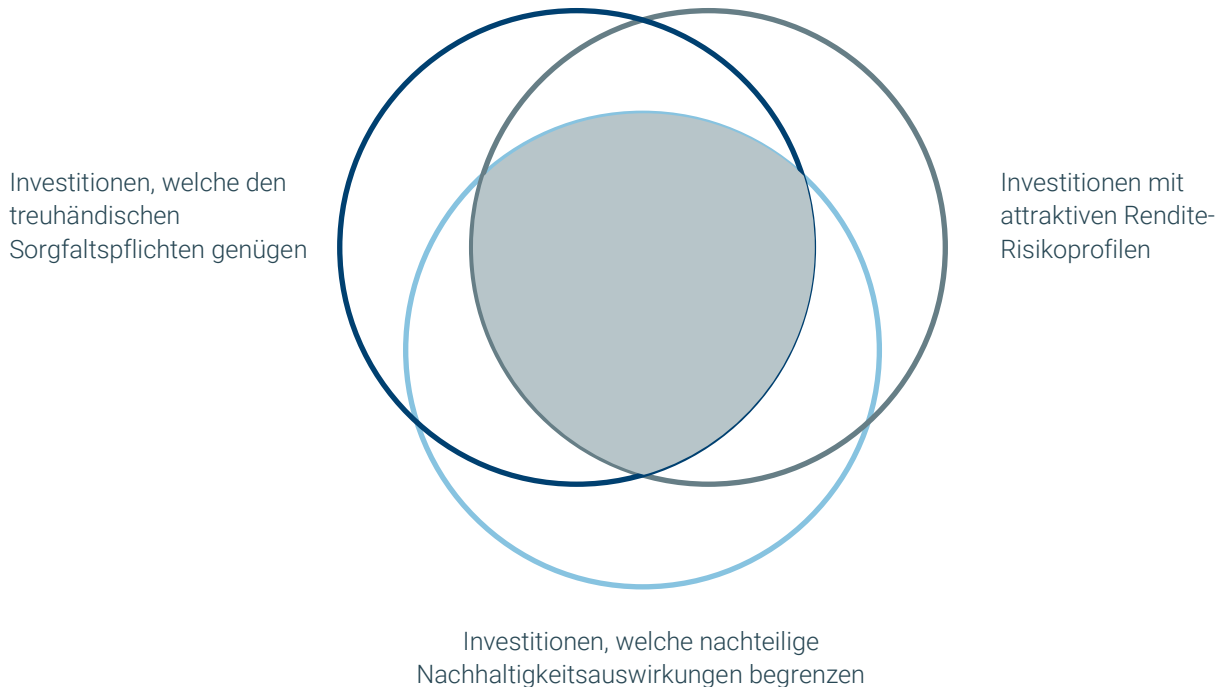 Investitionen, welche den
treuhändischen
Sorgfaltspflichten genügen
Investitionen mit
attraktiven Rendite-
Risikoprofilen
Investitionen, welche nachteilige
Nachhaltigkeitsauswirkungen begrenzen